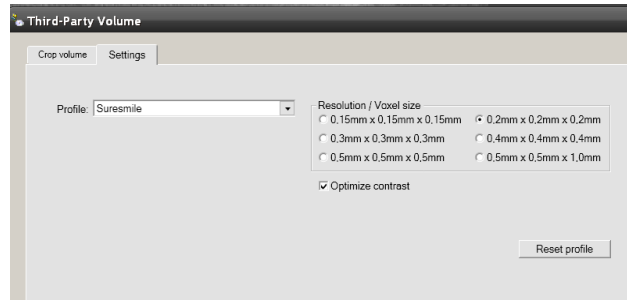 Third-Party Volume
Crop volume Settings
Profile: Suresmile
Resolution / Voxel size
0,15mm x 0,15mm x 0,15mm 0,2mm x 0,2mm x 0,2mm
0,3mm x 0,3mm x 0,3mm 0,4mm x 0,4mm x 0,4mm
0,5mm x 0,5mm x 0,5mm 0,5mm x 0,5mm x 1,0mm
Optimize contrast
Reset profile